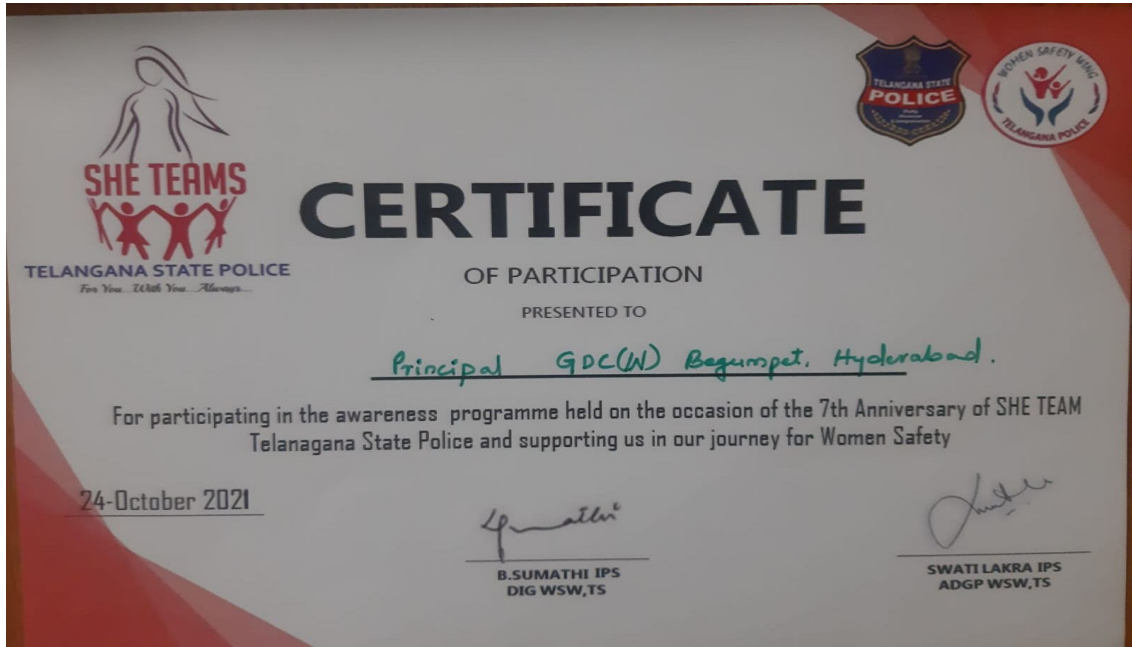 SHE TEAMS
TELANGANA STATE POLICE
For You.. With You.. Always...
TELANGANA STATE
POLICE
WOMEN SAFETY WING
TELANGANA POLICE
CERTIFICATE
OF PARTICIPATION
PRESENTED TO
Principal GDC(W) Begumpet, Hyderabad.
For participating in the awareness programme held on the occasion of the 7th Anniversary of SHE TEAM
Telanagana State Police and supporting us in our journey for Women Safety
24-October 2021
B.SUMATHI IPS
DIG WSW,TS
SWATI LAKRA IPS
ADGP WSW,TS